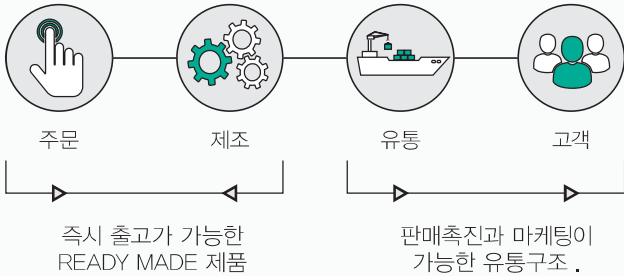 주문
제조
유통
고객
즉시 출고가 가능한
READY MADE 제품
판매촉진과 마케팅이
가능한 유통구조 .